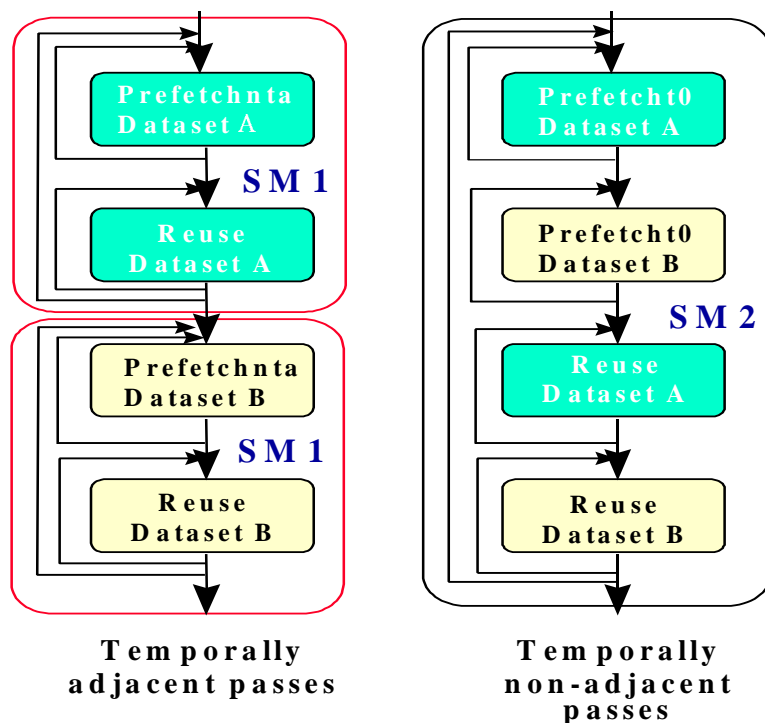 Prefetchnta
Dataset A
SM 1
Reuse
Dataset A
Prefetchnta
Dataset B
SM 1
Reuse
Dataset B
Temporally
adjacent passes
Prefetcht0
Dataset A
Prefetcht0
Dataset B
SM 2
Reuse
Dataset A
Reuse
Dataset B
Temporally
non-adjacent
passes